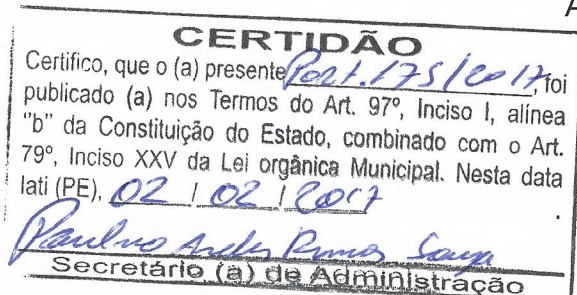 CERTIDÃO
Certifico, que o (a) presente Port. 175/2017, foi
publicado (a) nos Termos do Art. 97º, Inciso I, alínea
"b" da Constituição do Estado, combinado com o Art.
79º, Inciso XXV da Lei orgânica Municipal. Nesta data
Iati (PE), 02 / 02 / 2017
Secretário (a) de Administração